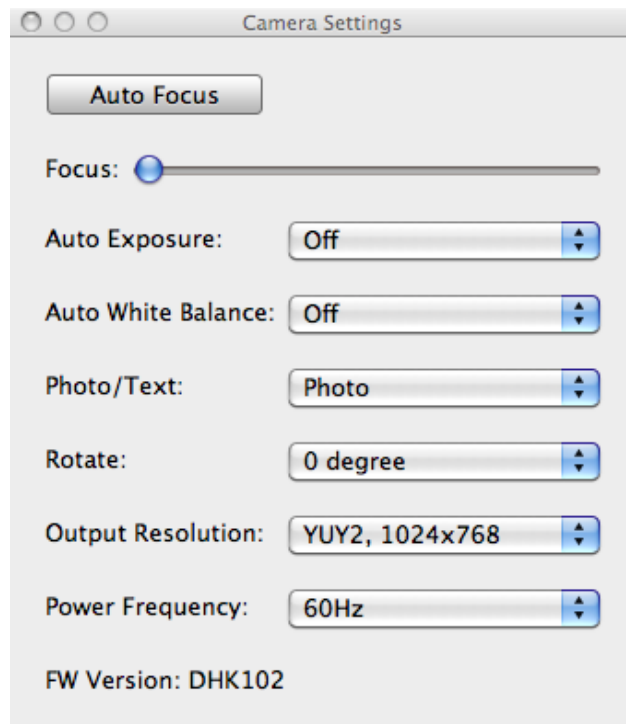 Camera Settings
Auto Focus
Focus:
Auto Exposure: Off
Auto White Balance: Off
Photo/Text: Photo
Rotate: 0 degree
Output Resolution: YUY2, 1024x768
Power Frequency: 60Hz
FW Version: DHK102